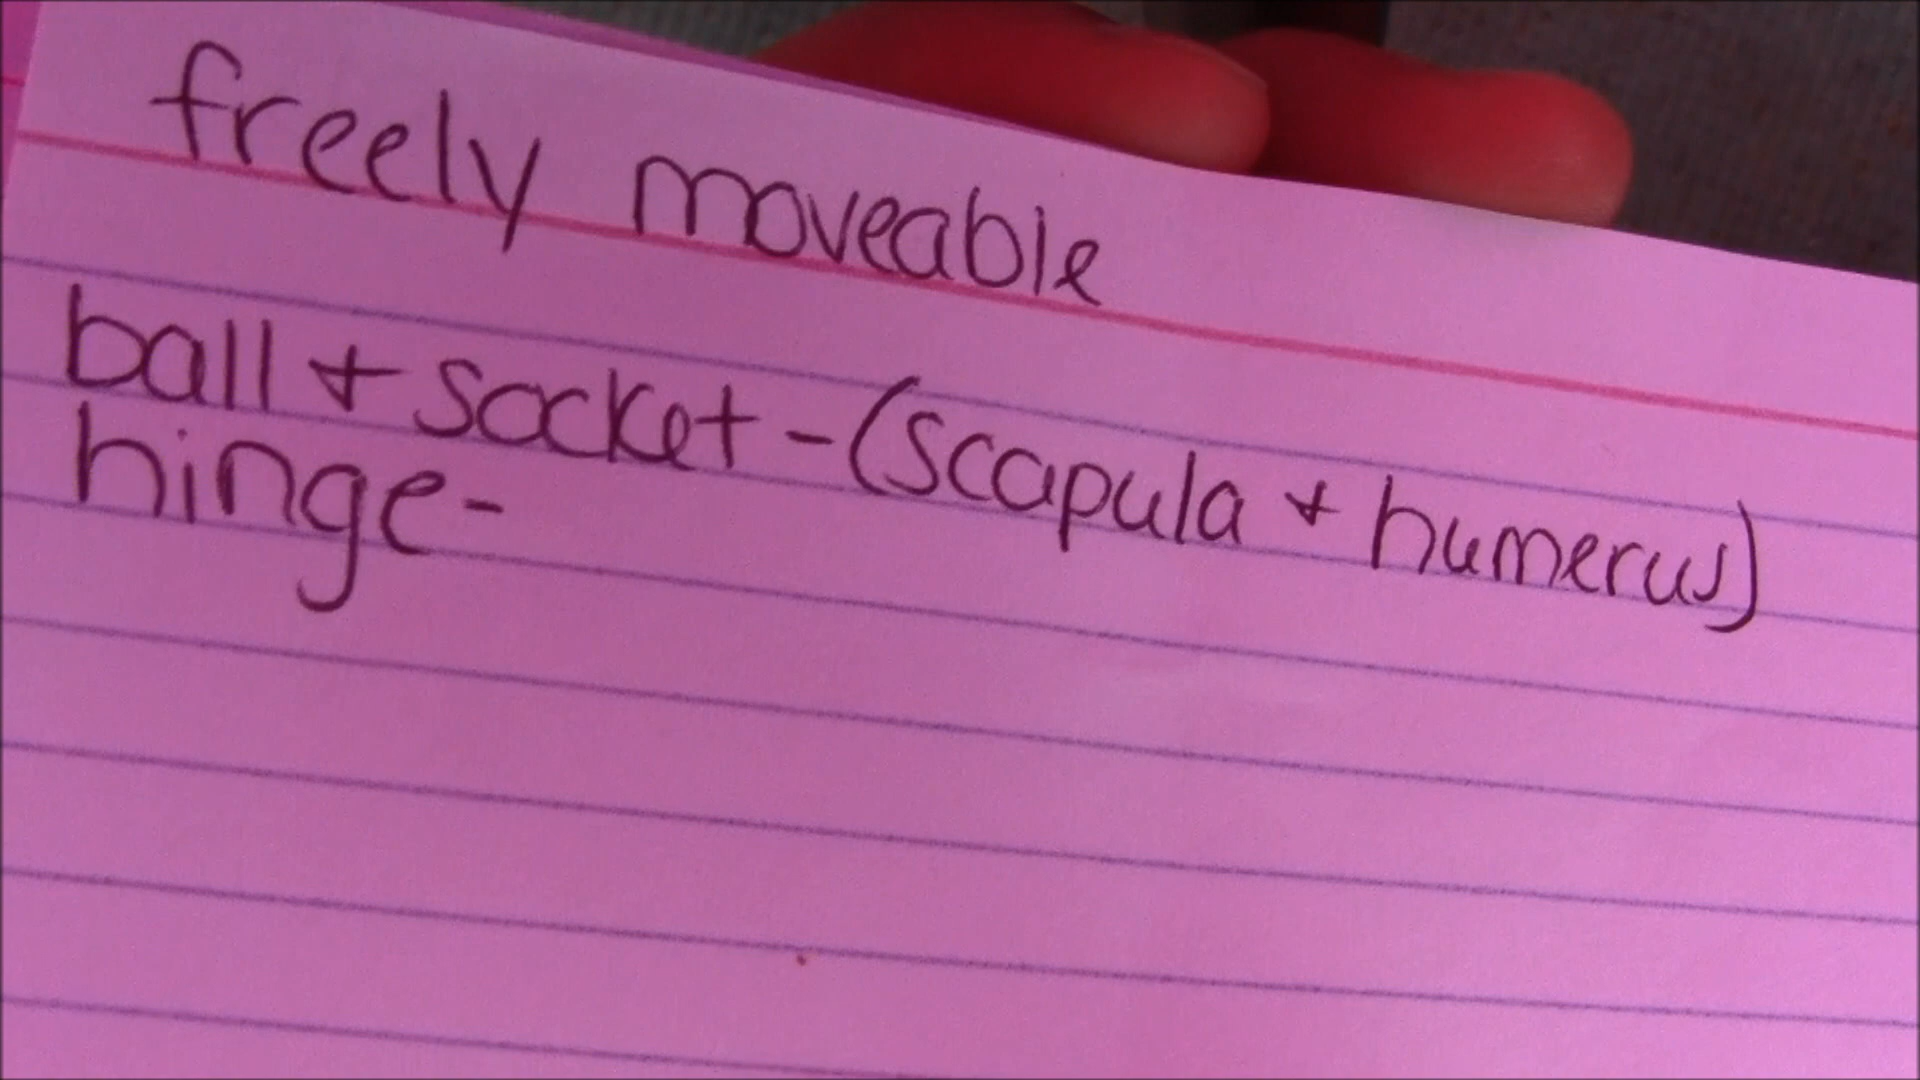 freely moveable
ball + socket - (scapula + humerus)
hinge -